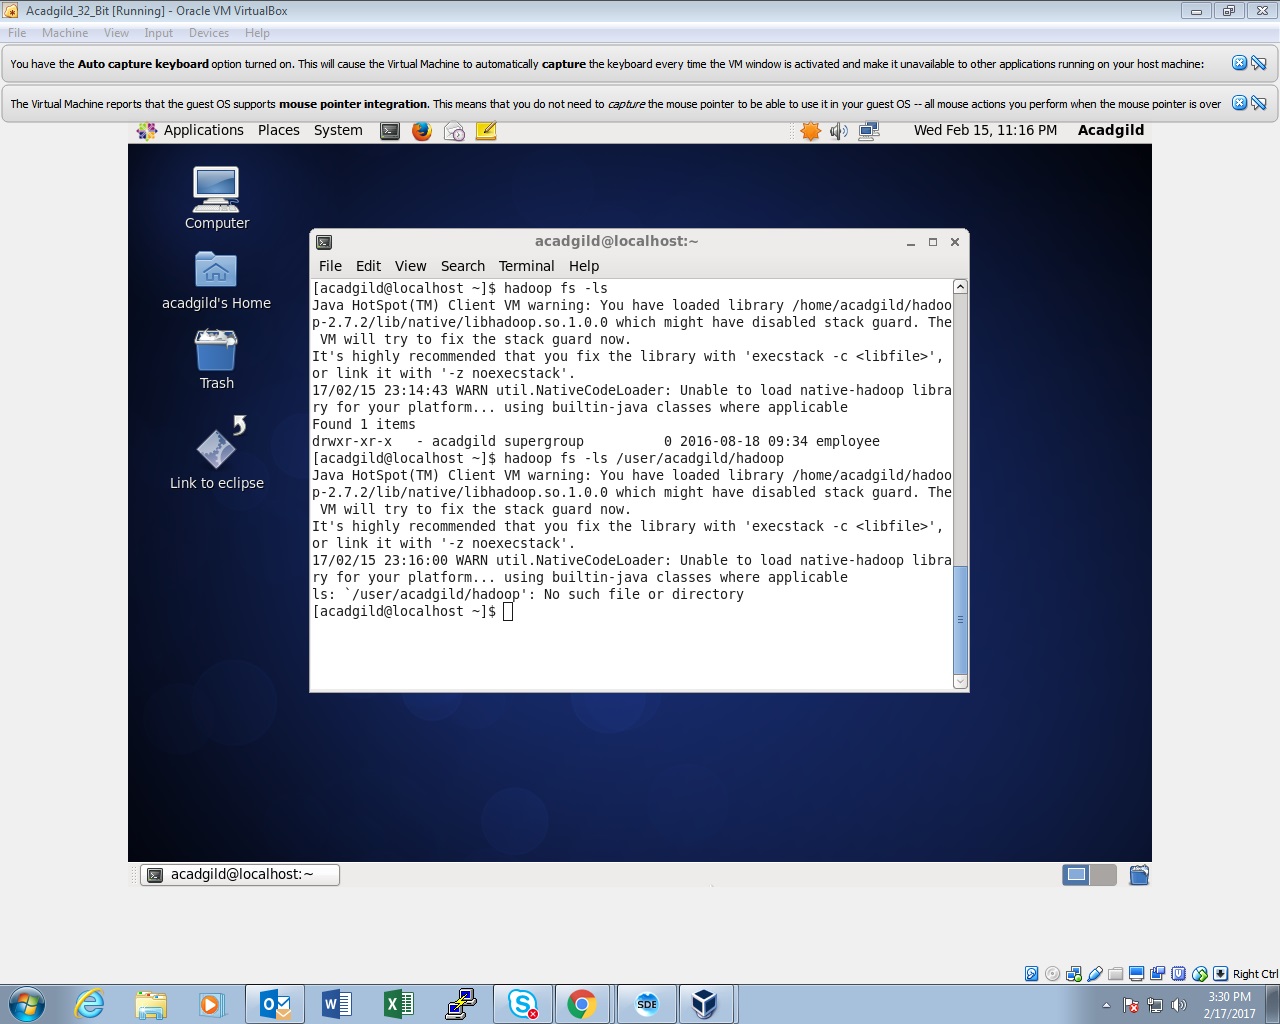 Acadgild_32_Bit [Running] - Oracle VM VirtualBox
File Machine View Input Devices Help
You have the Auto capture keyboard option turned on. This will cause the Virtual Machine to automatically capture the keyboard every time the VM window is activated and make it unavailable to other applications running on your host machine:
The Virtual Machine reports that the guest OS supports mouse pointer integration. This means that you do not need to capture the mouse pointer to be able to use it in your guest OS -- all mouse actions you perform when the mouse pointer is over
Applications Places System Wed Feb 15, 11:16 PM Acadgild
Computer
acadgild's Home
Trash
Link to eclipse
acadgild@localhost:~
File Edit View Search Terminal Help
[acadgild@localhost ~]$ hadoop fs -ls
Java HotSpot(TM) Client VM warning: You have loaded library /home/acadgild/hadoo
p-2.7.2/lib/native/libhadoop.so.1.0.0 which might have disabled stack guard. The
 VM will try to fix the stack guard now.
It's highly recommended that you fix the library with 'execstack -c <libfile>',
or link it with '-z noexecstack'.
17/02/15 23:14:43 WARN util.NativeCodeLoader: Unable to load native-hadoop libra
ry for your platform... using builtin-java classes where applicable
Found 1 items
drwxr-xr-x   - acadgild supergroup          0 2016-08-18 09:34 employee
[acadgild@localhost ~]$ hadoop fs -ls /user/acadgild/hadoop
Java HotSpot(TM) Client VM warning: You have loaded library /home/acadgild/hadoo
p-2.7.2/lib/native/libhadoop.so.1.0.0 which might have disabled stack guard. The
 VM will try to fix the stack guard now.
It's highly recommended that you fix the library with 'execstack -c <libfile>',
or link it with '-z noexecstack'.
17/02/15 23:16:00 WARN util.NativeCodeLoader: Unable to load native-hadoop libra
ry for your platform... using builtin-java classes where applicable
ls: `/user/acadgild/hadoop': No such file or directory
[acadgild@localhost ~]$
acadgild@localhost:~
Right Ctrl
SDE
3:30 PM
2/17/2017